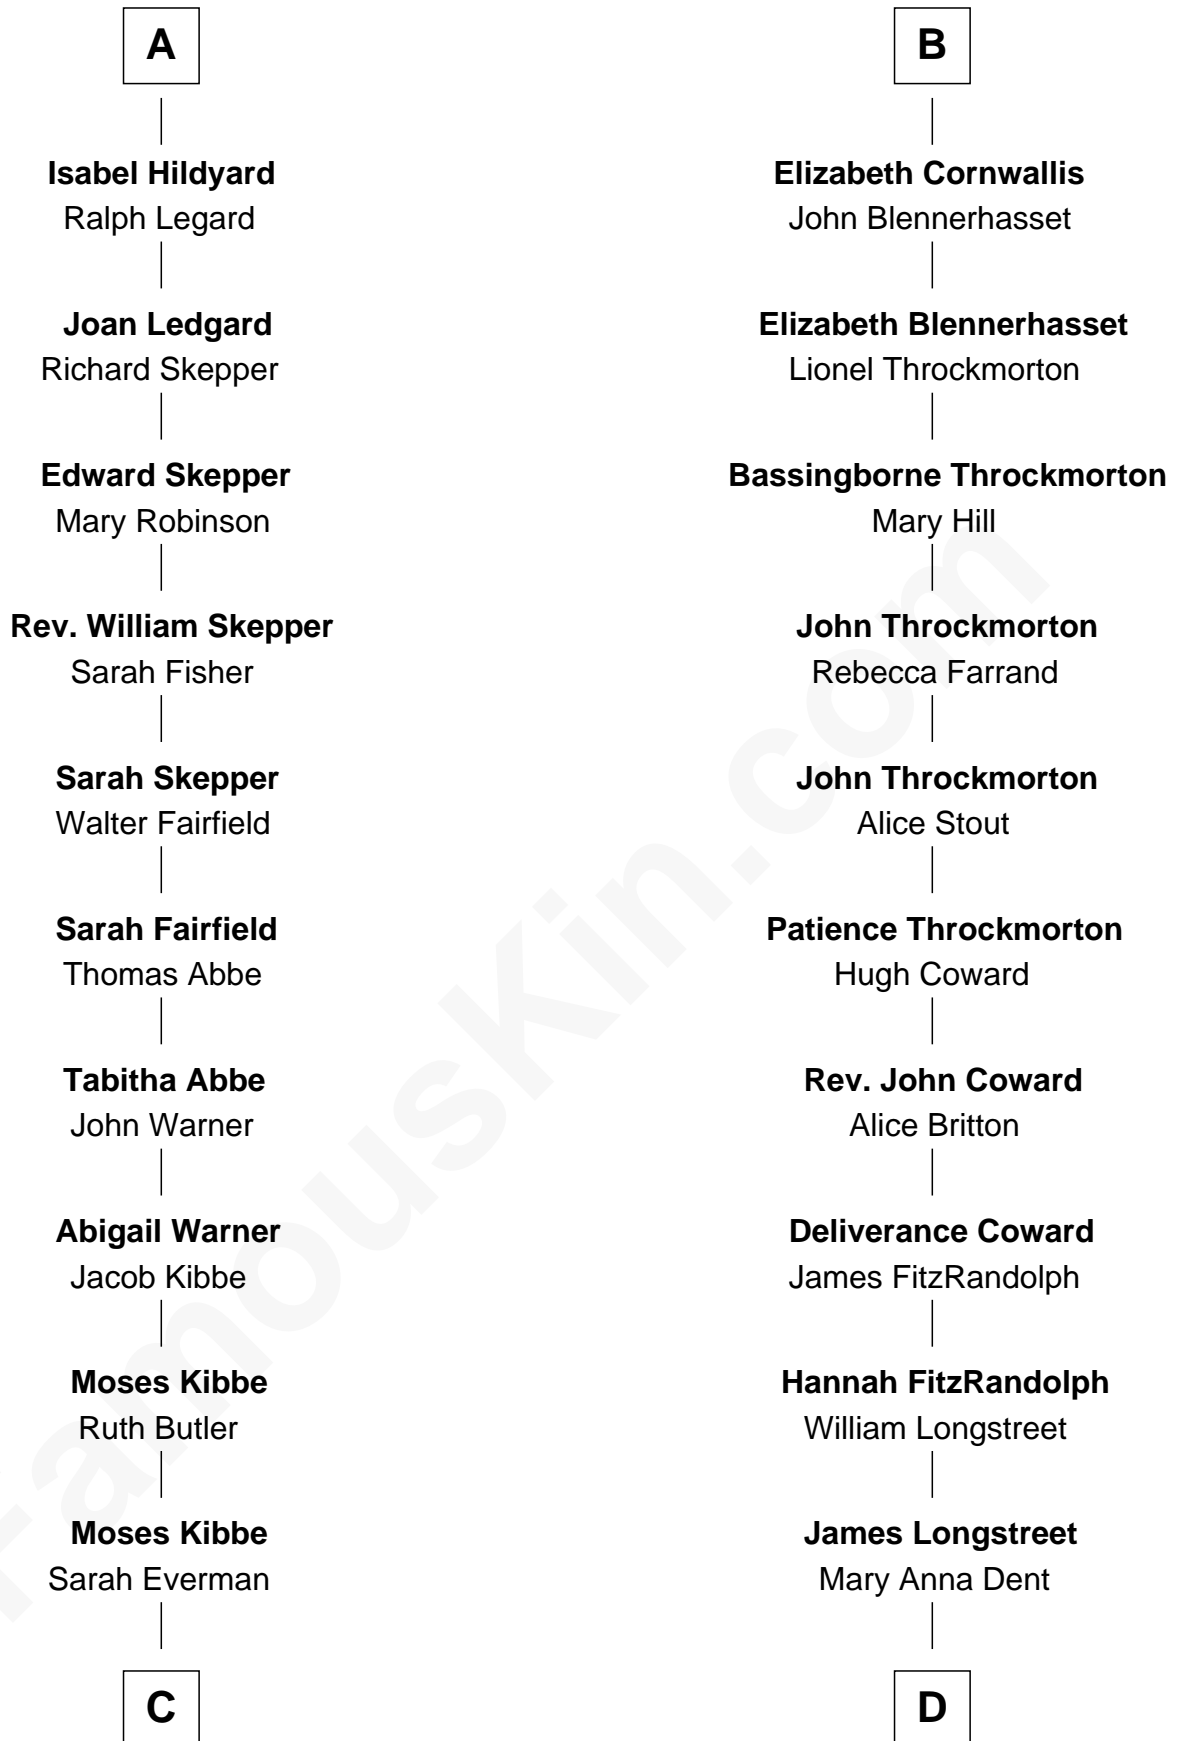 A
Isabel Hildyard
Ralph Legard
Joan Ledgard
Richard Skepper
Edward Skepper
Mary Robinson
Rev. William Skepper
Sarah Fisher
Sarah Skepper
Walter Fairfield
Sarah Fairfield
Thomas Abbe
Tabitha Abbe
John Warner
Abigail Warner
Jacob Kibbe
Moses Kibbe
Ruth Butler
Moses Kibbe
Sarah Everman
C
B
Elizabeth Cornwallis
John Blennerhasset
Elizabeth Blennerhasset
Lionel Throckmorton
Bassingborne Throckmorton
Mary Hill
John Throckmorton
Rebecca Farrand
John Throckmorton
Alice Stout
Patience Throckmorton
Hugh Coward
Rev. John Coward
Alice Britton
Deliverance Coward
James FitzRandolph
Hannah FitzRandolph
William Longstreet
James Longstreet
Mary Anna Dent
D
FamousKin.com